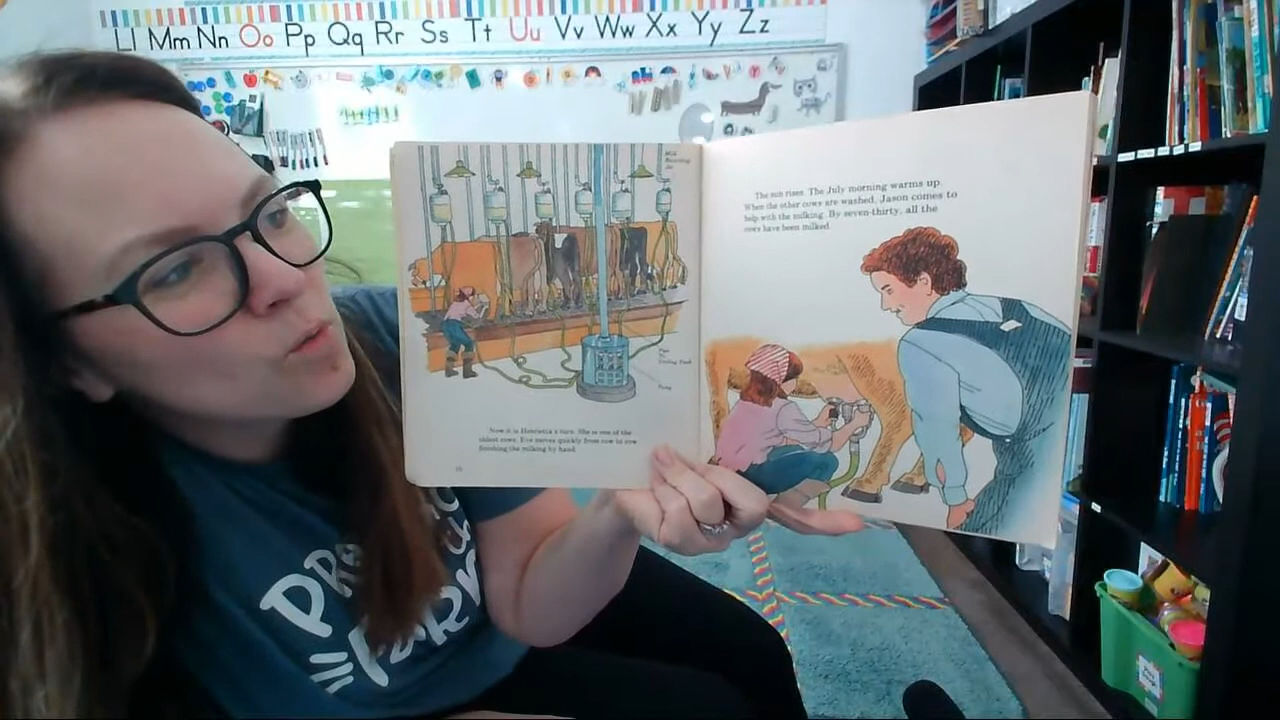 Ll Mm Nn Oo Pp Qq Rr Ss Tt Uu Vv Ww Xx Yy Zz
Now it is Henrietta's turn. She is one of the
oldest cows. Eve moves quickly from cow to cow
finishing the milking by hand.
The sun rises. The July morning warms up.
When the other cows are washed, Jason comes to
help with the milking. By seven-thirty, all the
cows have been milked.